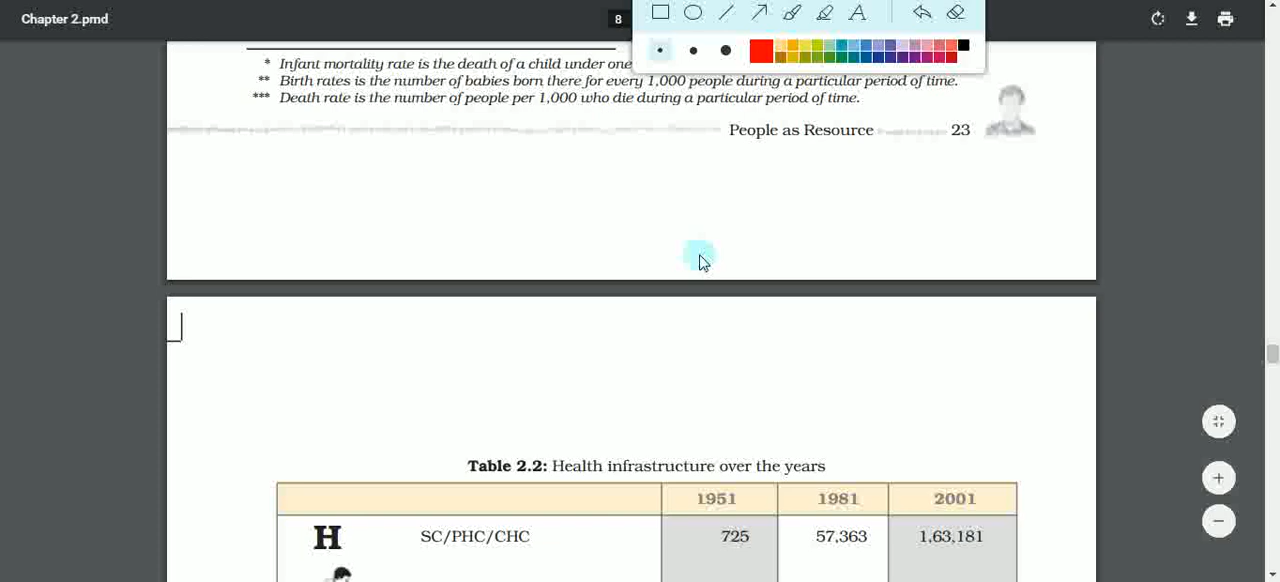 Chapter 2.pmd
8
* Infant mortality rate is the death of a child under one
** Birth rates is the number of babies born there for every 1,000 people during a particular period of time.
*** Death rate is the number of people per 1,000 who die during a particular period of time.
People as Resource 23
Table 2.2: Health infrastructure over the years
1951 1981 2001
H SC/PHC/CHC 725 57,363 1,63,181